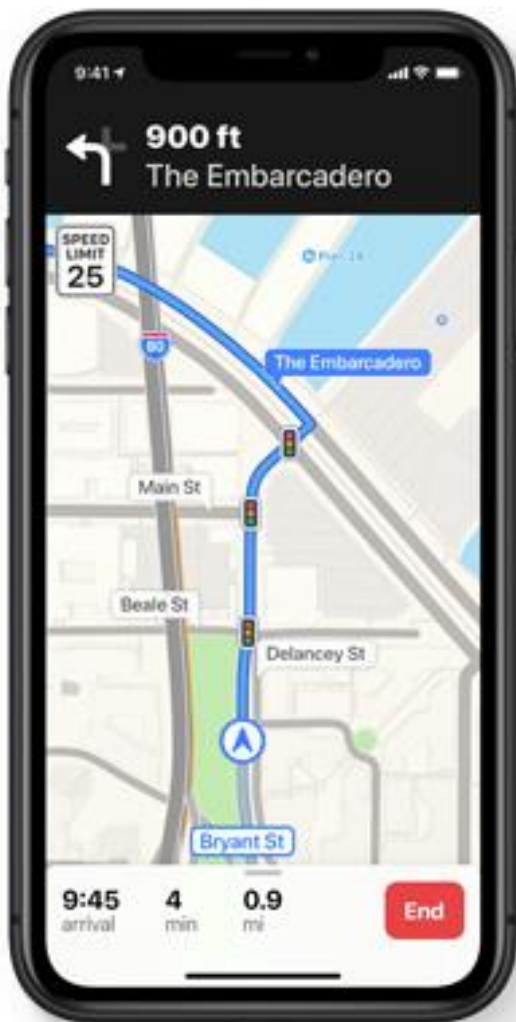 9:41
900 ft
The Embarcadero
SPEED
LIMIT
25
80
The Embarcadero
Main St
Beale St
Delancey St
Bryant St
9:45 4 0.9
arrival min mi
End